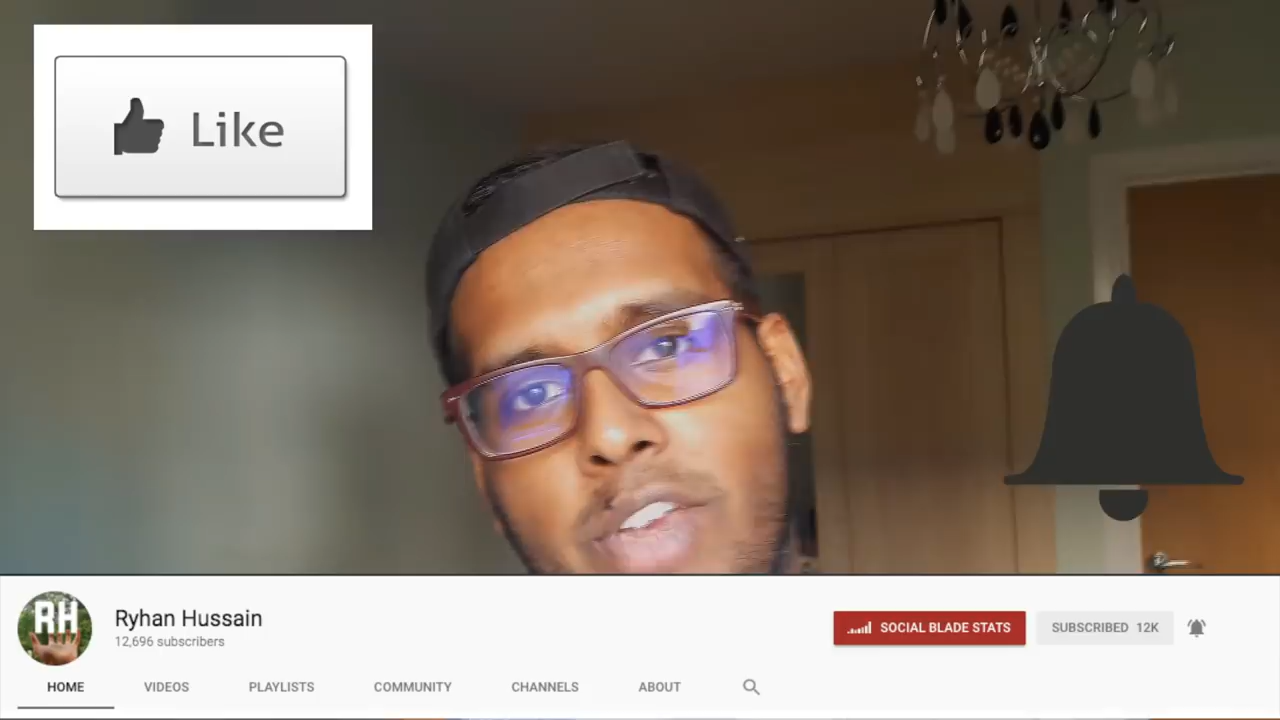 Like
RH
Ryhan Hussain
12,696 subscribers
SOCIAL BLADE STATS
SUBSCRIBED 12K
HOME
VIDEOS
PLAYLISTS
COMMUNITY
CHANNELS
ABOUT